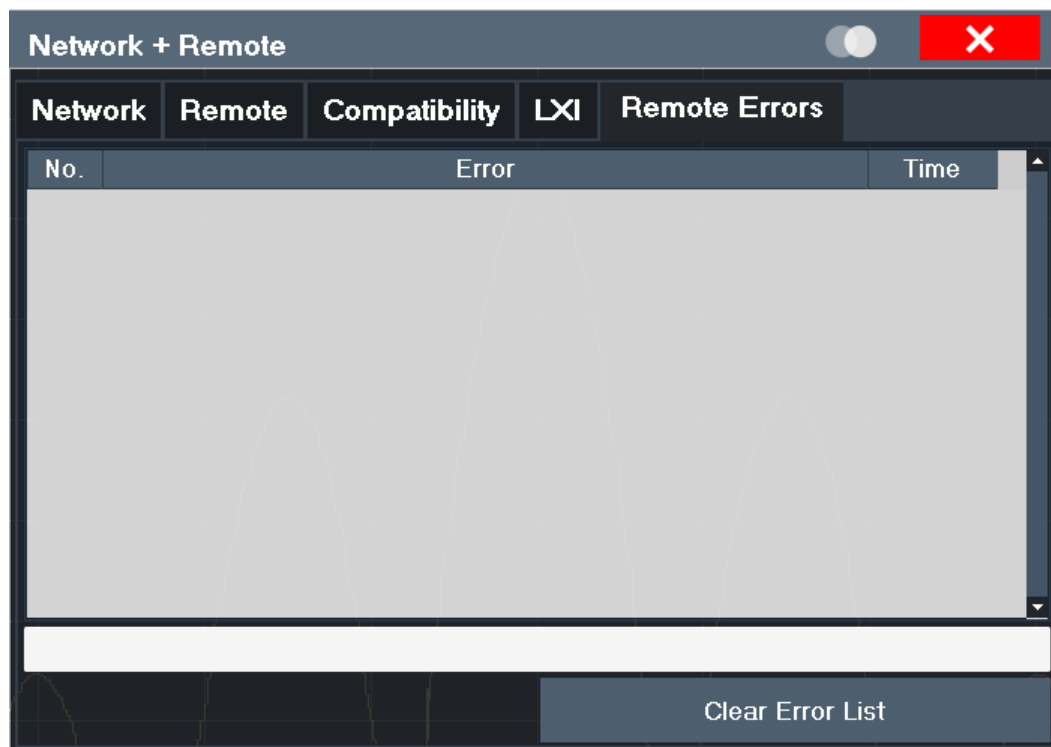 Network + Remote
Network Remote Compatibility LXI Remote Errors
No. Error Time
Clear Error List